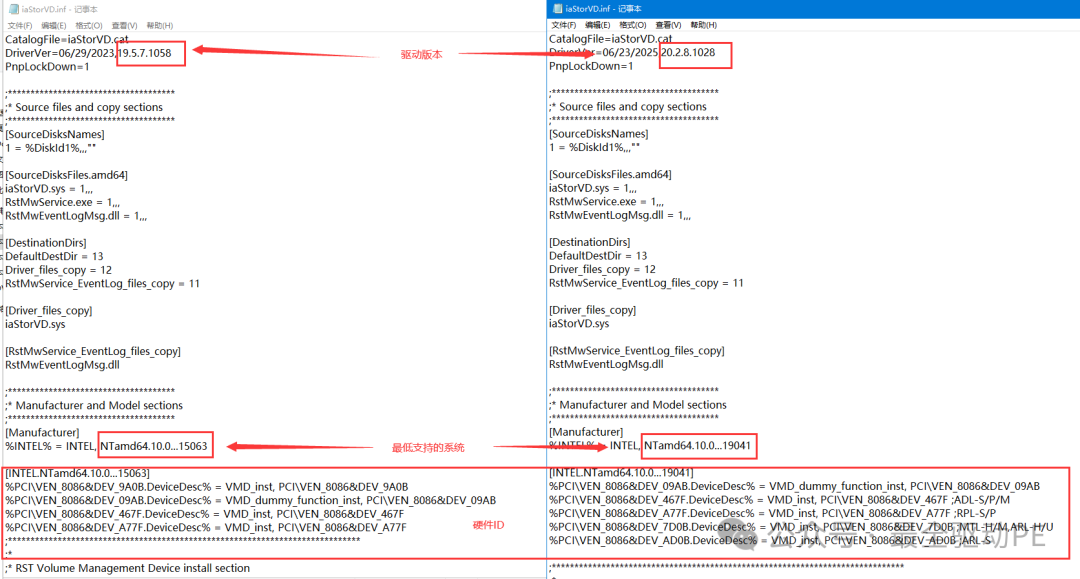 iaStorVD.inf - 记事本
文件(F) 编辑(E) 格式(O) 查看(V) 帮助(H)
CatalogFile=iaStorVD.cat
DriverVer=06/29/2023,19.5.7.1058
PnpLockDown=1
;***********************************
;* Source files and copy sections
;***********************************
[SourceDisksNames]
1 = %DiskId1%,,,""
[SourceDisksFiles.amd64]
iaStorVD.sys = 1,,,
RstMwService.exe = 1,,,
RstMwEventLogMsg.dll = 1,,,
[DestinationDirs]
DefaultDestDir = 13
Driver_files_copy = 12
RstMwService_EventLog_files_copy = 11
[Driver_files_copy]
iaStorVD.sys
[RstMwService_EventLog_files_copy]
RstMwEventLogMsg.dll
;***********************************
;* Manufacturer and Model sections
;***********************************
[Manufacturer]
%INTEL% = INTEL, NTamd64.10.0...15063
[INTEL.NTamd64.10.0...15063]
%PCI\VEN_8086&DEV_9A0B.DeviceDesc% = VMD_inst, PCI\VEN_8086&DEV_9A0B
%PCI\VEN_8086&DEV_09AB.DeviceDesc% = VMD_dummy_function_inst, PCI\VEN_8086&DEV_09AB
%PCI\VEN_8086&DEV_467F.DeviceDesc% = VMD_inst, PCI\VEN_8086&DEV_467F
%PCI\VEN_8086&DEV_A77F.DeviceDesc% = VMD_inst, PCI\VEN_8086&DEV_A77F
;**************************************************************************
;*
;* RST Volume Management Device install section
驱动版本
最低支持的系统
硬件ID
iaStorVD.inf - 记事本
文件(F) 编辑(E) 格式(O) 查看(V) 帮助(H)
CatalogFile=iaStorVD.cat
DriverVer=06/23/2025,20.2.8.1028
PnpLockDown=1
;***********************************
;* Source files and copy sections
;***********************************
[SourceDisksNames]
1 = %DiskId1%,,,""
[SourceDisksFiles.amd64]
iaStorVD.sys = 1,,,
RstMwService.exe = 1,,,
RstMwEventLogMsg.dll = 1,,,
[DestinationDirs]
DefaultDestDir = 13
Driver_files_copy = 12
RstMwService_EventLog_files_copy = 11
[Driver_files_copy]
iaStorVD.sys
[RstMwService_EventLog_files_copy]
RstMwEventLogMsg.dll
;***********************************
;* Manufacturer and Model sections
;***********************************
[Manufacturer]
%INTEL% = INTEL, NTamd64.10.0...19041
[INTEL.NTamd64.10.0...19041]
%PCI\VEN_8086&DEV_09AB.DeviceDesc% = VMD_dummy_function_inst, PCI\VEN_8086&DEV_09AB
%PCI\VEN_8086&DEV_467F.DeviceDesc% = VMD_inst, PCI\VEN_8086&DEV_467F ;ADL-S/P/M
%PCI\VEN_8086&DEV_A77F.DeviceDesc% = VMD_inst, PCI\VEN_8086&DEV_A77F ;RPL-S/P
%PCI\VEN_8086&DEV_7D0B.DeviceDesc% = VMD_inst, PCI\VEN_8086&DEV_7D0B ;MTL-H/M,ARL-H/U
%PCI\VEN_8086&DEV_AD0B.DeviceDesc% = VMD_inst, PCI\VEN_8086&DEV_AD0B ;ARL-S
;**************************************************************************
公众号 · 最全驱动PE